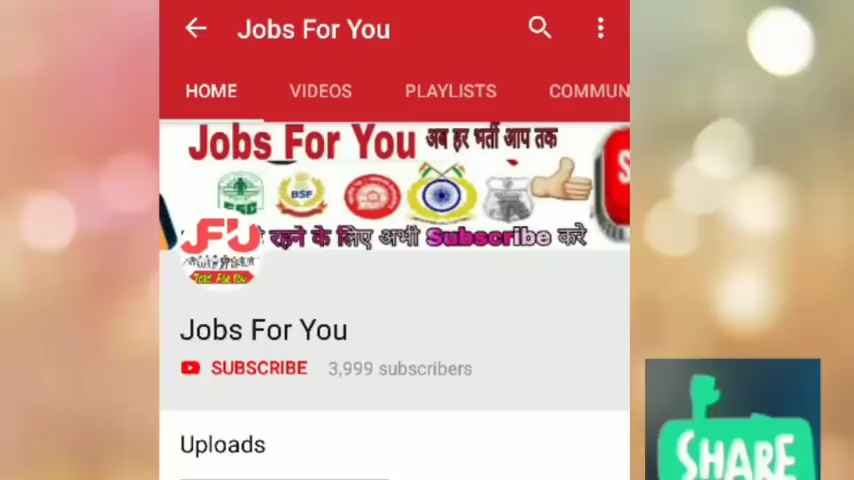 Jobs For You
HOME VIDEOS PLAYLISTS COMMUN
Jobs For You अब हर भर्ती आप तक
BSF
रहने के लिए अभी Subscribe करे
JFU
Jobs For You
Jobs For You
SUBSCRIBE 3,999 subscribers
Uploads
SHARE